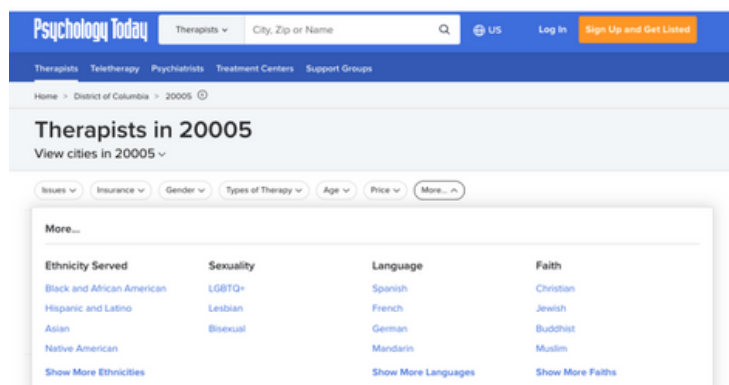 Psychology Today Therapists City, Zip or Name US Log In Sign Up and Get Listed
Therapists Teletherapy Psychiatrists Treatment Centers Support Groups
Home > District of Columbia > 20005
Therapists in 20005
View cities in 20005
Issues Insurance Gender Types of Therapy Age Price More...
More...
Ethnicity Served Sexuality Language Faith
Black and African American LGBTQ+ Spanish Christian
Hispanic and Latino Lesbian French Jewish
Asian Bisexual German Buddhist
Native American Mandarin Muslim
Show More Ethnicities Show More Languages Show More Faiths